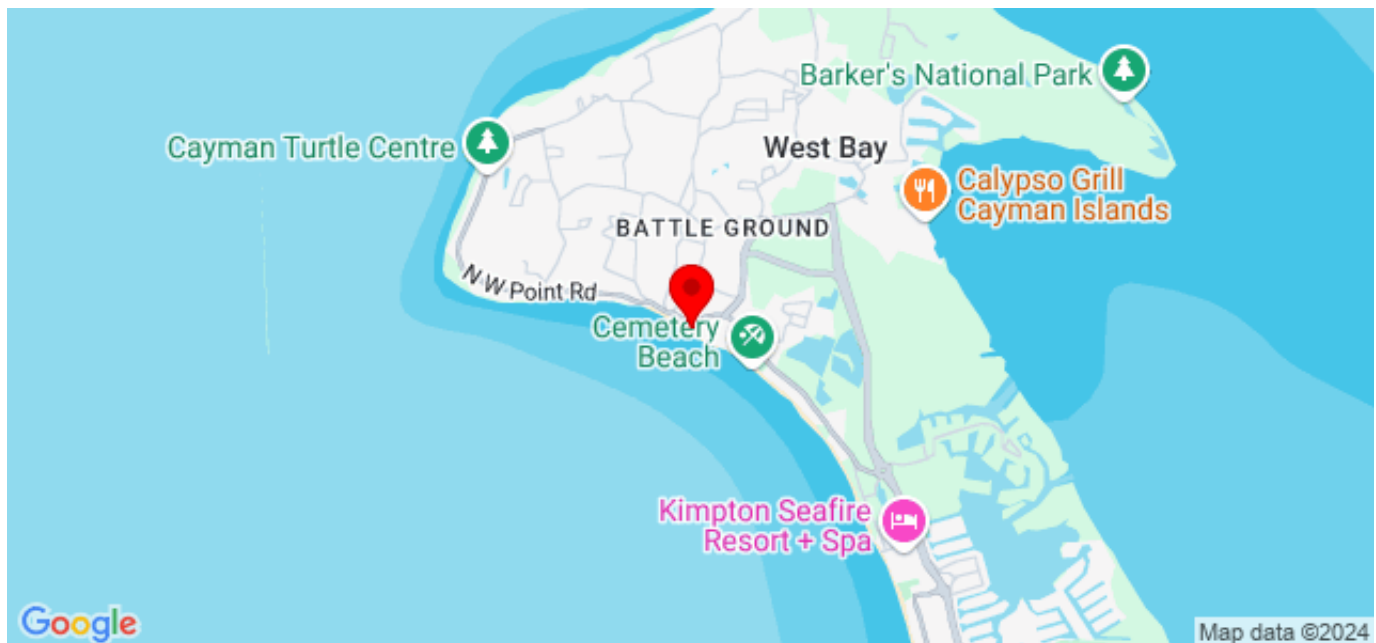 Barker's National Park
Cayman Turtle Centre
West Bay
Calypso Grill
Cayman Islands
BATTLE GROUND
N W Point Rd
Cemetery
Beach
Kimpton Seafire
Resort + Spa
Google
Map data ©2024